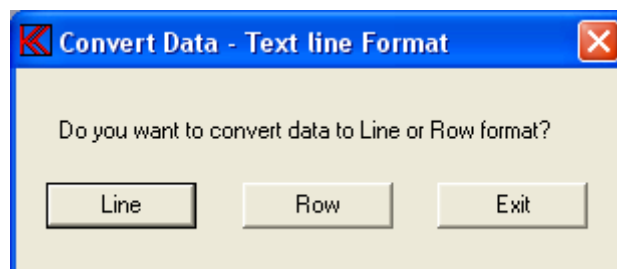 Convert Data - Text line Format
Do you want to convert data to Line or Row format?
Line Row Exit